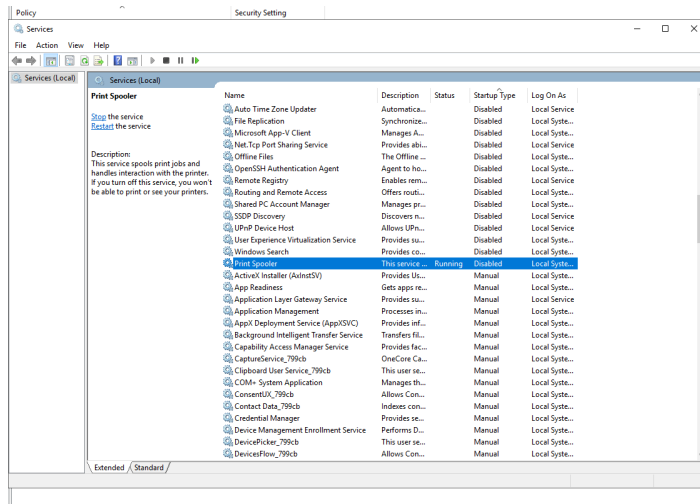 Policy Security Setting
Services
File Action View Help
Services (Local)
Services (Local)
Print Spooler
Stop the service
Restart the service
Description:
This service spools print jobs and
handles interaction with the printer.
If you turn off this service, you won't
be able to print or see your printers.
Name Description Status Startup Type Log On As
Auto Time Zone Updater Automatica... Disabled Local Service
File Replication Synchronize... Disabled Local Syste...
Microsoft App-V Client Manages A... Disabled Local Syste...
Net.Tcp Port Sharing Service Provides abi... Disabled Local Service
Offline Files The Offline ... Disabled Local Syste...
OpenSSH Authentication Agent Agent to ho... Disabled Local Syste...
Remote Registry Enables rem... Disabled Local Service
Routing and Remote Access Offers routi... Disabled Local Syste...
Shared PC Account Manager Manages pr... Disabled Local Syste...
SSDP Discovery Discovers n... Disabled Local Service
UPnP Device Host Allows UPn... Disabled Local Service
User Experience Virtualization Service Provides su... Disabled Local Syste...
Windows Search Provides co... Disabled Local Syste...
Print Spooler This service ... Running Disabled Local Syste...
ActiveX Installer (AxInstSV) Provides Us... Manual Local Syste...
App Readiness Gets apps re... Manual Local Syste...
Application Layer Gateway Service Provides su... Manual Local Service
Application Management Processes in... Manual Local Syste...
AppX Deployment Service (AppXSVC) Provides inf... Manual Local Syste...
Background Intelligent Transfer Service Transfers fil... Manual Local Syste...
Capability Access Manager Service Provides fac... Manual Local Syste...
CaptureService_799cb OneCore Ca... Manual Local Syste...
Clipboard User Service_799cb This user se... Manual Local Syste...
COM+ System Application Manages th... Manual Local Syste...
ConsentUX_799cb Allows Con... Manual Local Syste...
Contact Data_799cb Indexes con... Manual Local Syste...
Credential Manager Provides se... Manual Local Syste...
Device Management Enrollment Service Performs D... Manual Local Syste...
DevicePicker_799cb This user se... Manual Local Syste...
DevicesFlow_799cb Allows Con... Manual Local Syste...
Extended Standard